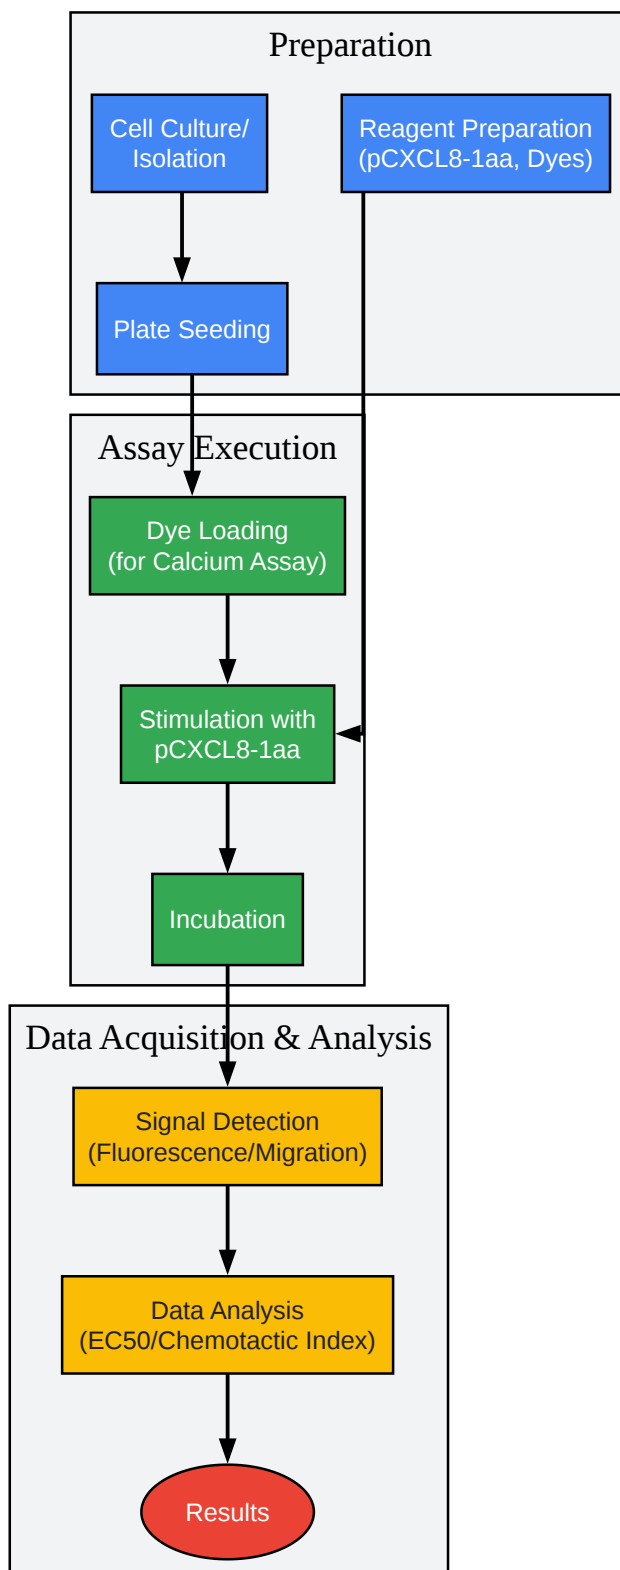 Preparation
Cell Culture/
Isolation
Reagent Preparation
(pCXCL8-1aa, Dyes)
Plate Seeding
Assay Execution
Dye Loading
(for Calcium Assay)
Stimulation with
pCXCL8-1aa
Incubation
Data Acquisition & Analysis
Signal Detection
(Fluorescence/Migration)
Data Analysis
(EC50/Chemotactic Index)
Results